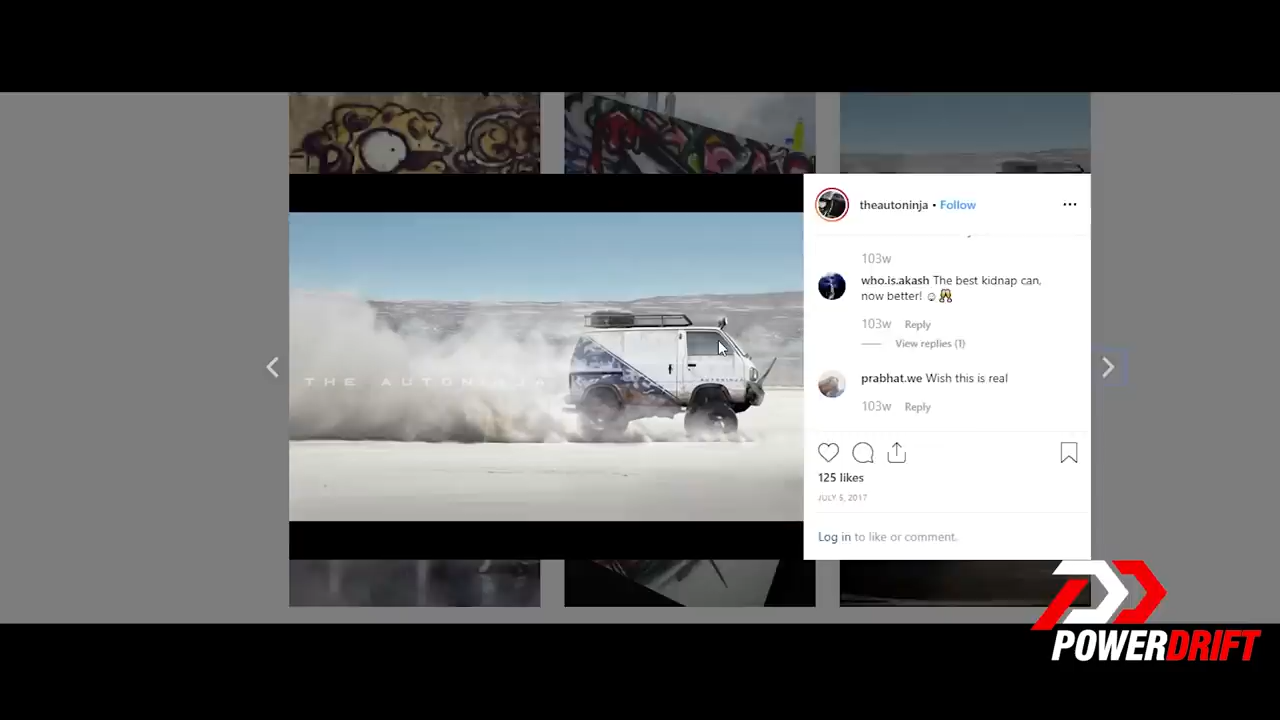 theautoninja • Follow
103w
who.is.akash The best kidnap can,
now better! ☺️🥂
103w Reply
View replies (1)
THE AUTONINJA
prabhat.we Wish this is real
103w Reply
125 likes
JULY 5, 2017
Log in to like or comment.
POWERDRIFT